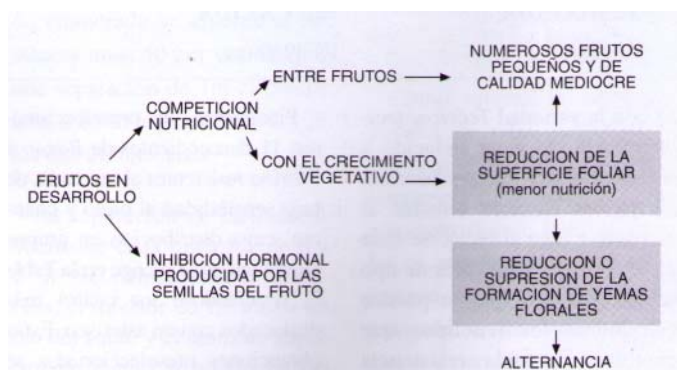 NUMEROSOS FRUTOS
PEQUEÑOS Y DE
CALIDAD MEDIOCRE
ENTRE FRUTOS
COMPETICION
NUTRICIONAL
CON EL CRECIMIENTO
VEGETATIVO
REDUCCION DE LA
SUPERFICIE FOLIAR
(menor nutrición)
FRUTOS EN
DESARROLLO
INHIBICION HORMONAL
PRODUCIDA POR LAS
SEMILLAS DEL FRUTO
REDUCCION O
SUPRESION DE LA
FORMACION DE YEMAS
FLORALES
ALTERNANCIA